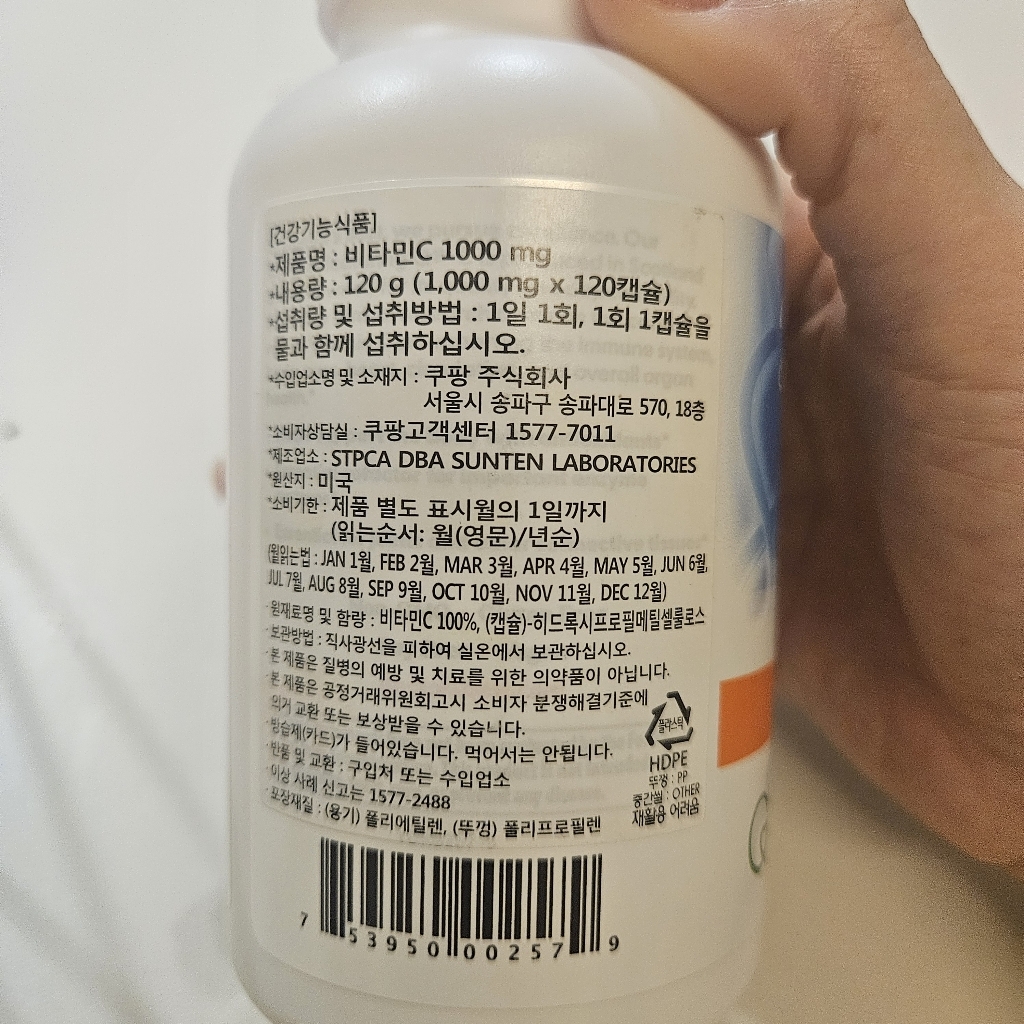 [건강기능식품]
*제품명 : 비타민C 1000 mg
*내용량 : 120 g (1,000 mg x 120캡슐)
*섭취량 및 섭취방법 : 1일 1회, 1회 1캡슐을
물과 함께 섭취하십시오.
*수입업소명 및 소재지 : 쿠팡 주식회사
서울시 송파구 송파대로 570, 18층
*소비자상담실 : 쿠팡고객센터 1577-7011
*제조업소 : STPCA DBA SUNTEN LABORATORIES
*원산지 : 미국
*소비기한 : 제품 별도 표시월의 1일까지
(읽는순서: 월(영문)/년순)
(월읽는법 : JAN 1월, FEB 2월, MAR 3월, APR 4월, MAY 5월, JUN 6월,
JUL 7월, AUG 8월, SEP 9월, OCT 10월, NOV 11월, DEC 12월)
· 원재료명 및 함량 : 비타민C 100%, (캡슐)-히드록시프로필메틸셀룰로스
· 보관방법 : 직사광선을 피하여 실온에서 보관하십시오.
· 본 제품은 질병의 예방 및 치료를 위한 의약품이 아닙니다.
· 본 제품은 공정거래위원회고시 소비자 분쟁해결기준에
의거 교환 또는 보상받을 수 있습니다.
· 방습제(카드)가 들어있습니다. 먹어서는 안됩니다.
· 반품 및 교환 : 구입처 또는 수입업소
· 이상 사례 신고는 1577-2488
· 포장재질 : (용기) 폴리에틸렌, (뚜껑) 폴리프로필렌
플라스틱
HDPE
뚜껑 : PP
중간씰 : OTHER
재활용 어려움
7 53950 00257 9